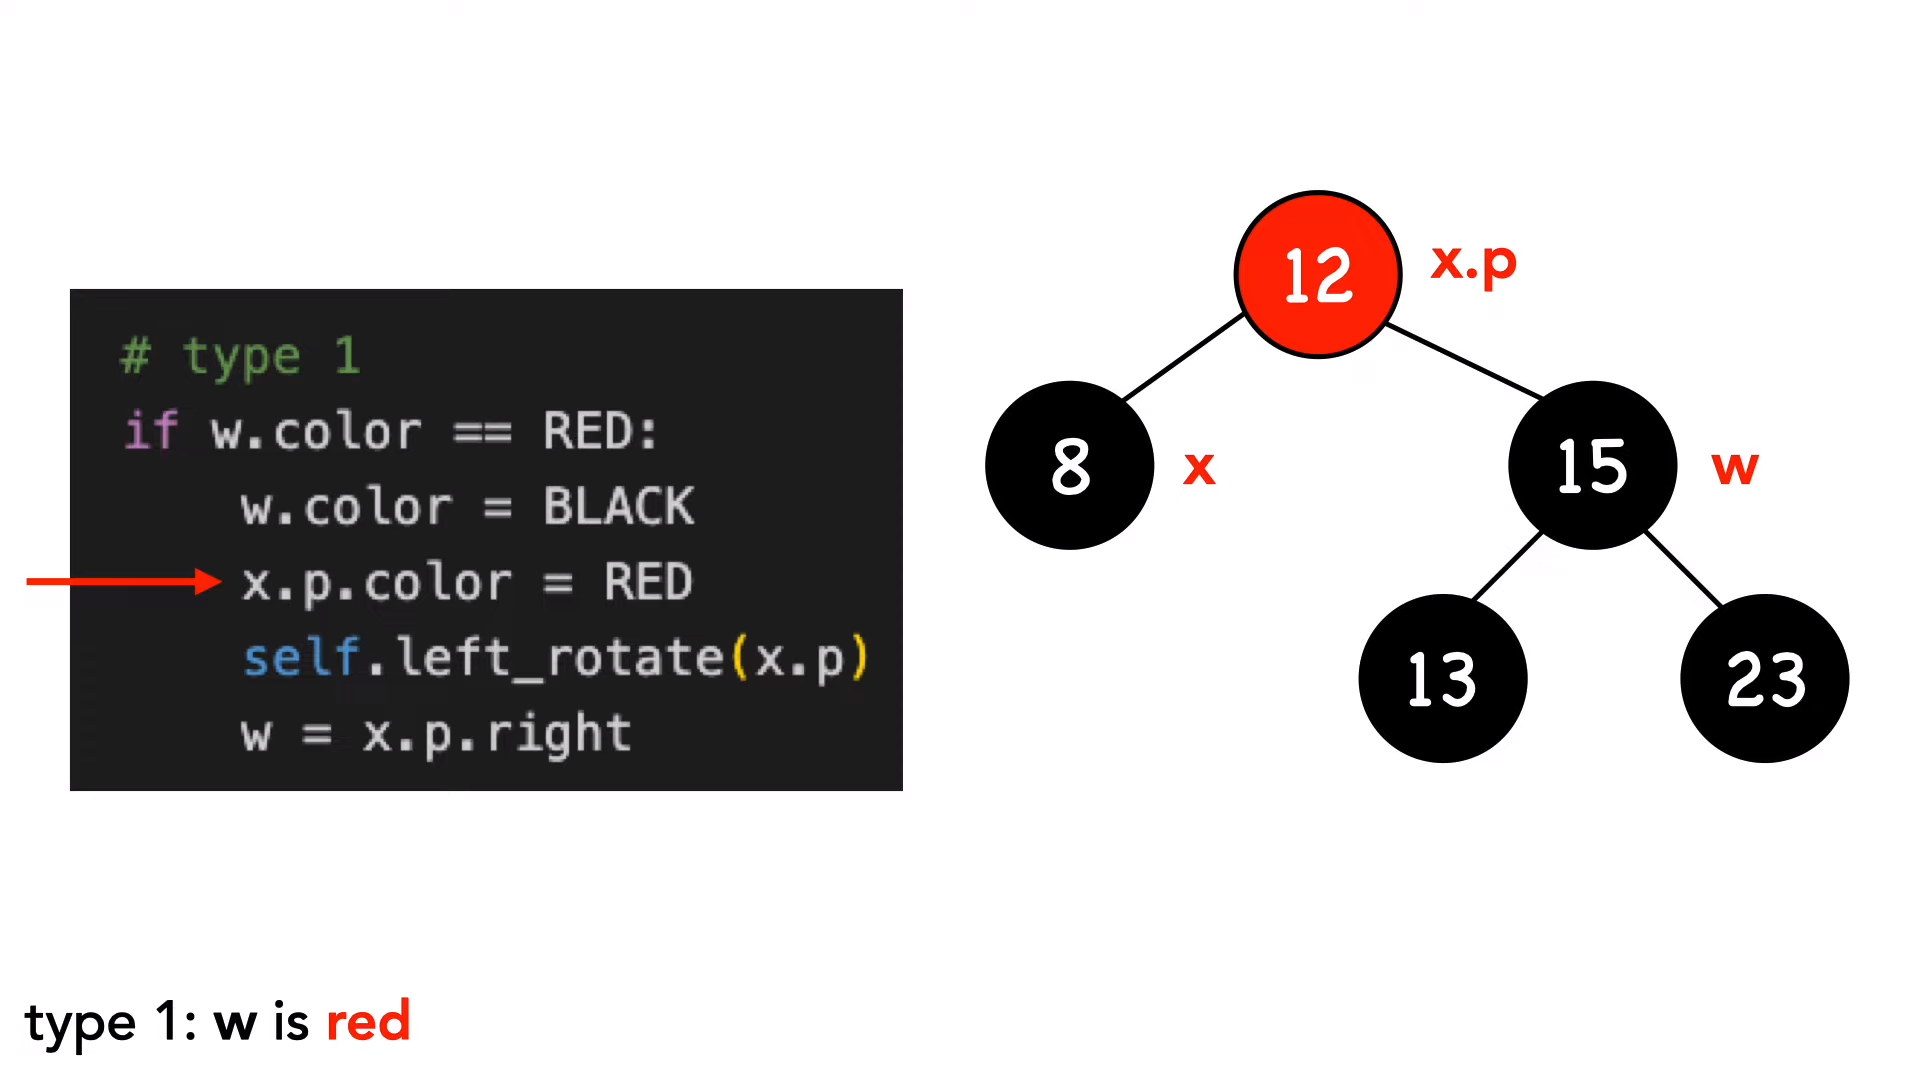 # type 1
if w.color == RED:
w.color = BLACK
x.p.color = RED
self.left_rotate(x.p)
w = x.p.right
12 x.p
8 x 15 w
13 23
type 1: w is red